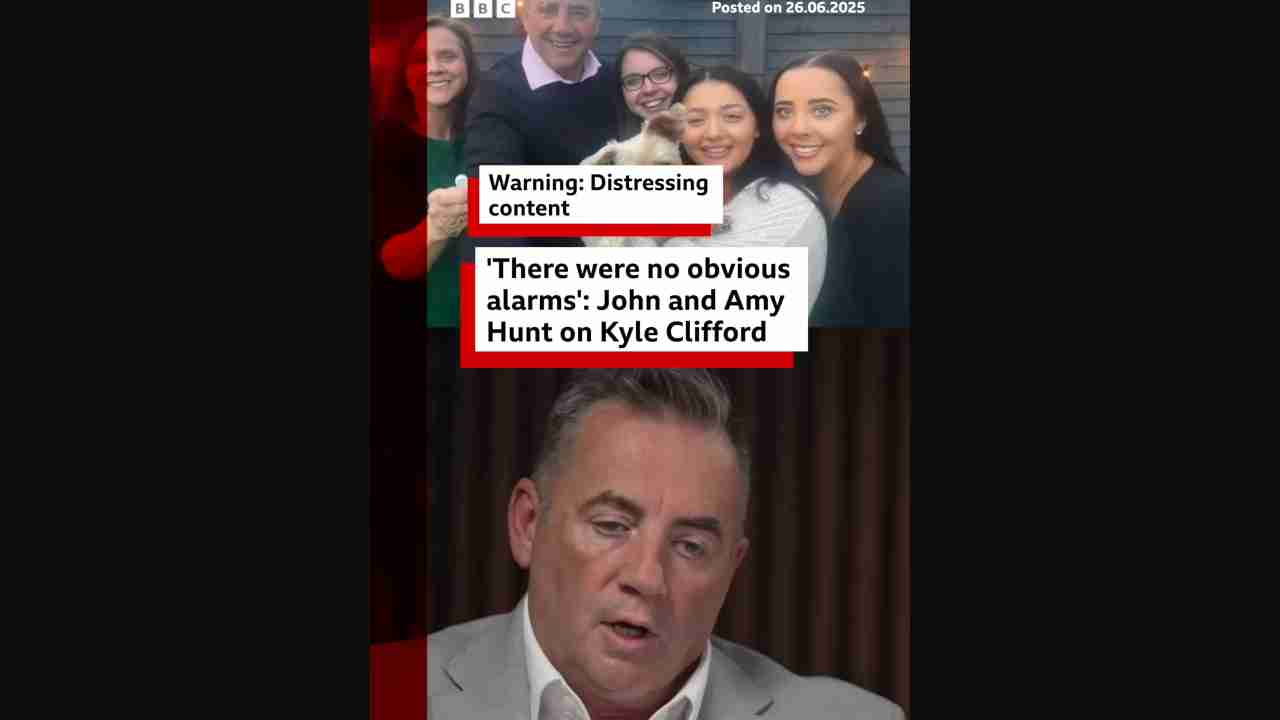 BBC
Posted on 26.06.2025
Warning: Distressing
content
'There were no obvious
alarms': John and Amy
Hunt on Kyle Clifford